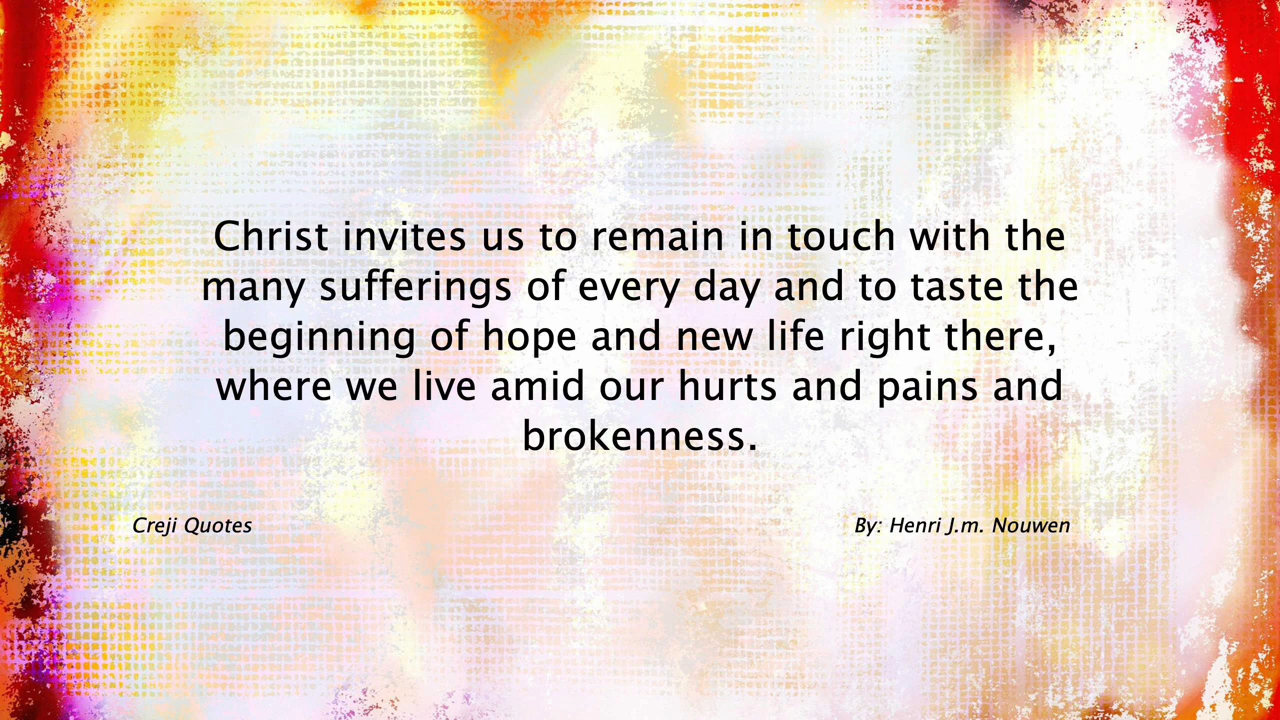 Christ invites us to remain in touch with the
many sufferings of every day and to taste the
beginning of hope and new life right there,
where we live amid our hurts and pains and
brokenness.
Creji Quotes
By: Henri J.m. Nouwen